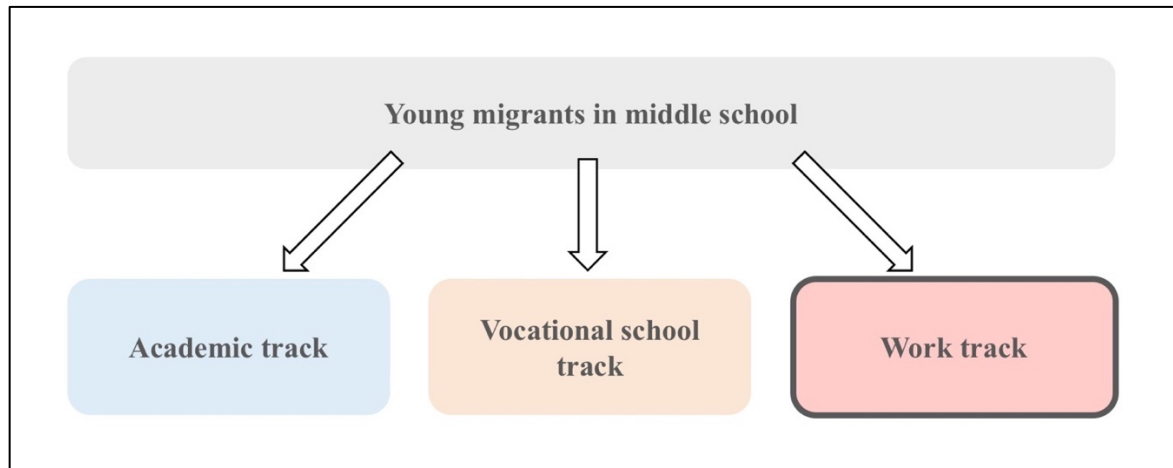 Young migrants in middle school
Academic track
Vocational school
track
Work track